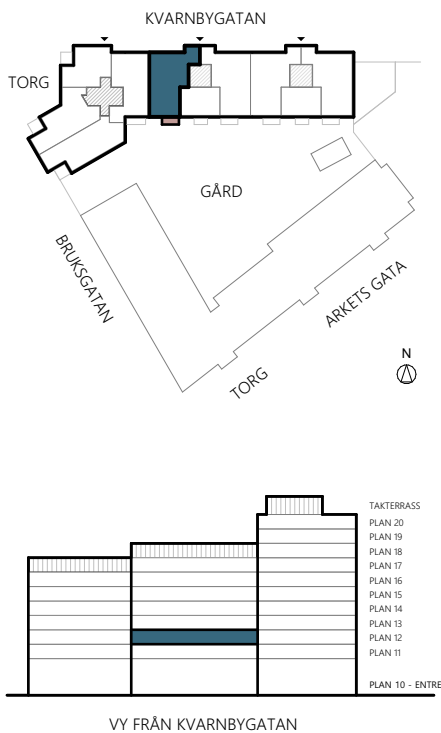 KVARNBYGATAN
TORG
GÅRD
BRUKSGATAN
ARKETS GATA
TORG
N
TAKTERRASS
PLAN 20
PLAN 19
PLAN 18
PLAN 17
PLAN 16
PLAN 15
PLAN 14
PLAN 13
PLAN 12
PLAN 11
PLAN 10 - ENTRE
VY FRÅN KVARNBYGATAN